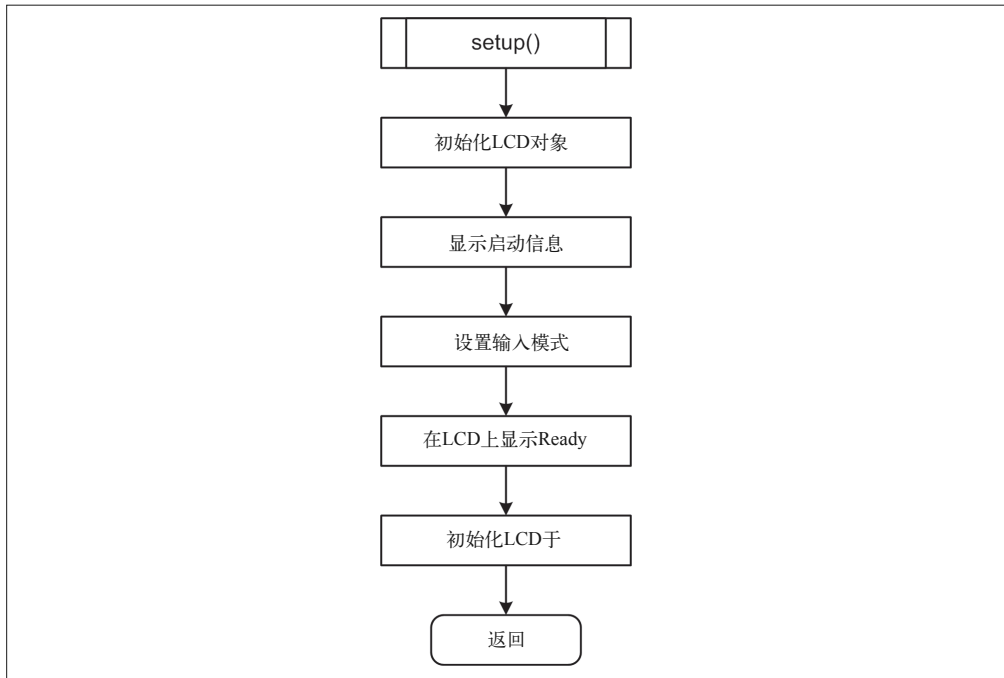 setup()
初始化LCD对象
显示启动信息
设置输入模式
在LCD上显示Ready
初始化LCD于
返回